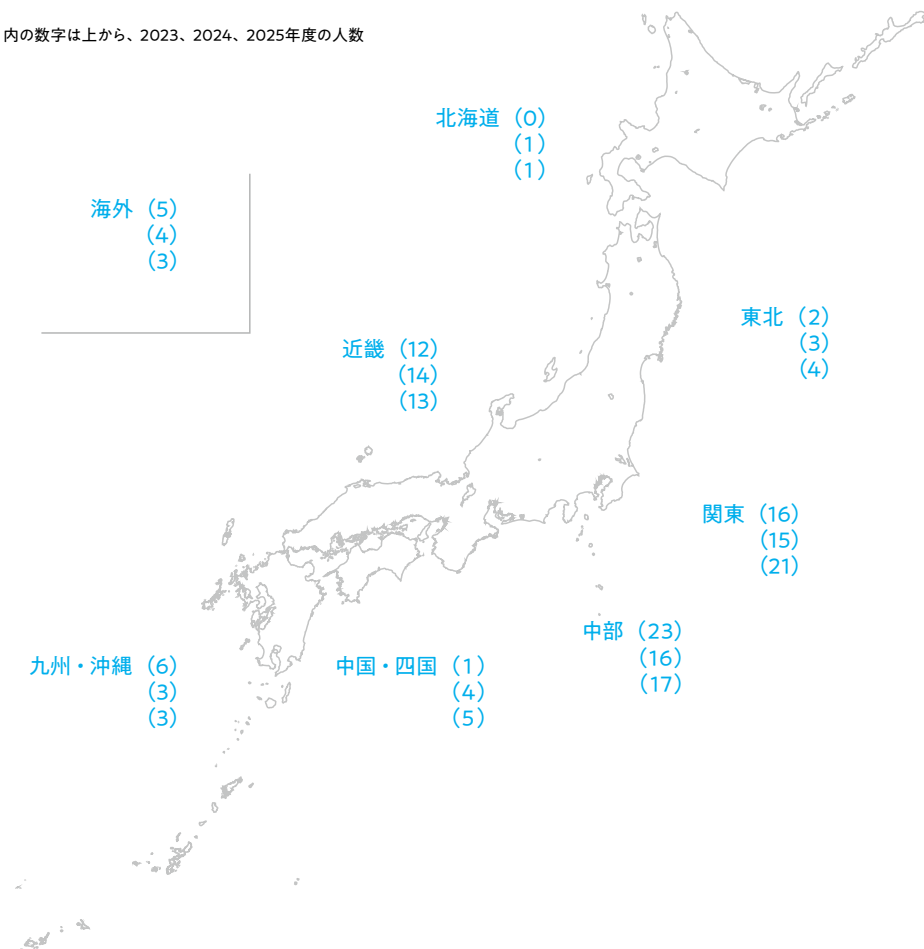 内の数字は上から、2023、2024、2025年度の人数
北海道（0）
（1）
（1）
海外（5）
（4）
（3）
東北（2）
（3）
（4）
近畿（12）
（14）
（13）
関東（16）
（15）
（21）
中部（23）
（16）
（17）
九州・沖縄（6）
（3）
（3）
中国・四国（1）
（4）
（5）